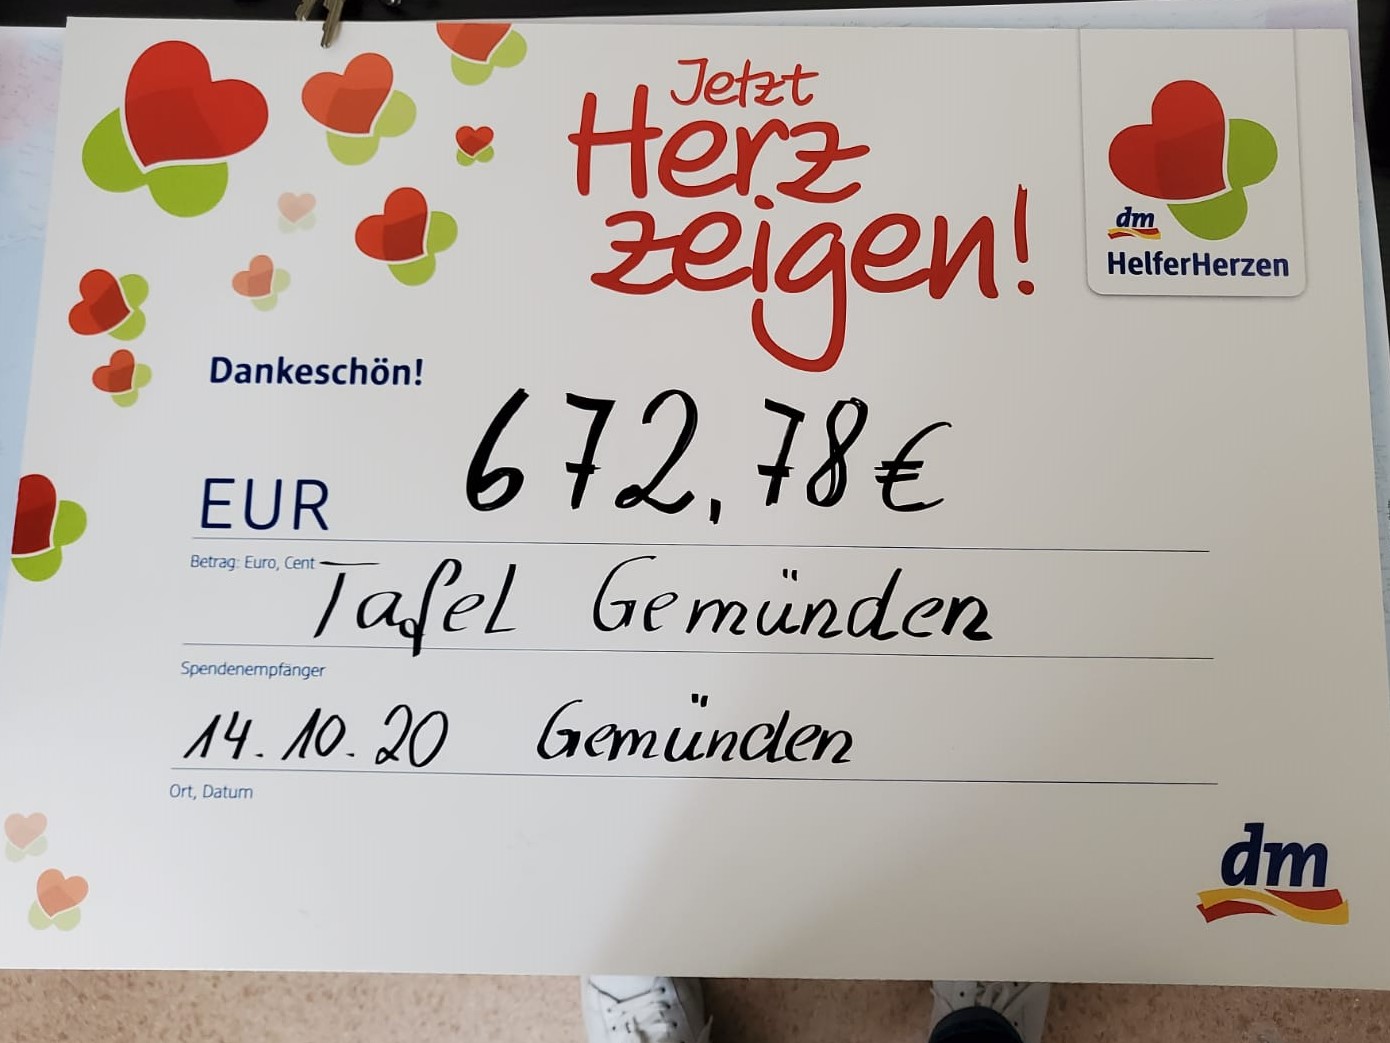 Jetzt
Herz
zeigen!
dm
HelferHerzen
Dankeschön!
EUR 672,78€
Betrag: Euro, Cent
Tafel Gemünden
Spendenempfänger
14.10.20 Gemünden
Ort, Datum
dm